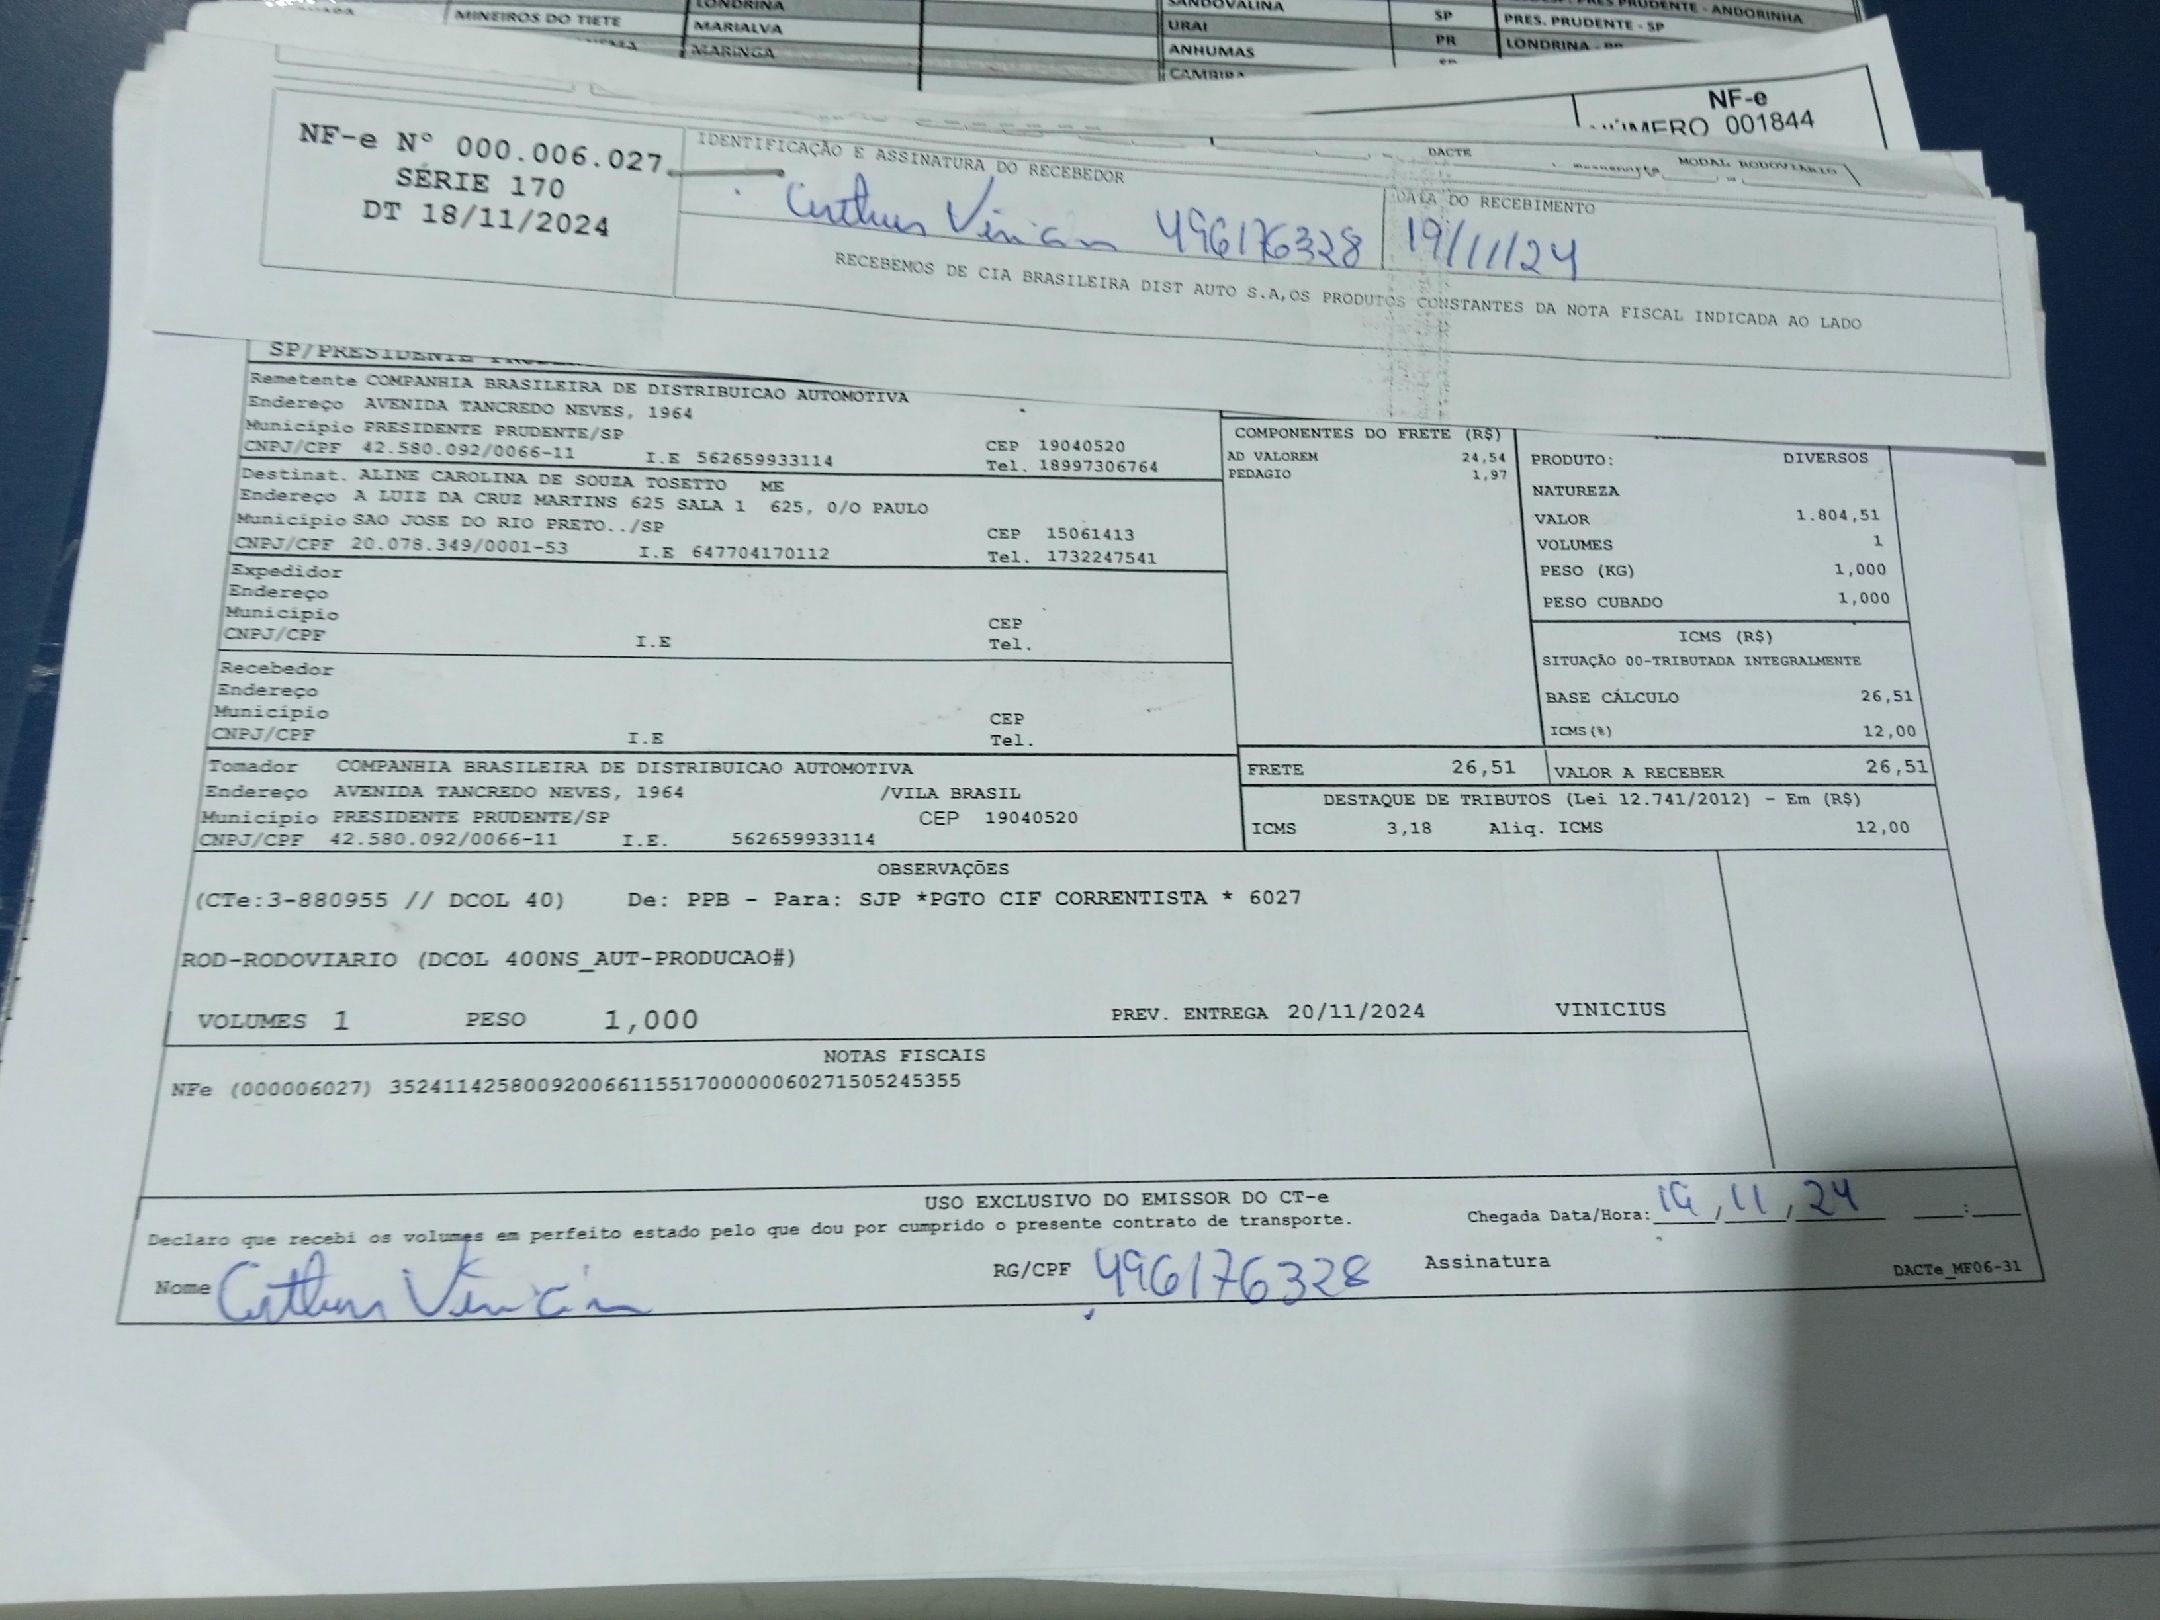 LONDRINA
SANDOVALINA
PRUDENTE - ANDORINHA
MINEIROS DO TIETE
MARIALVA
URAI
SP
PRES. PRUDENTE - SP
MARINGA
ANHUMAS
PR
LONDRINA - PR
CAMBIRA
NF-e
NÚMERO 001844
DACTE
MODAL RODOVIÁRIO
NF-e Nº 000.006.027
SÉRIE 170
DT 18/11/2024
IDENTIFICAÇÃO E ASSINATURA DO RECEBEDOR
DATA DO RECEBIMENTO
496176328
19/11/24
RECEBEMOS DE CIA BRASILEIRA DIST AUTO S.A,OS PRODUTOS CONSTANTES DA NOTA FISCAL INDICADA AO LADO
SP/PRESIDENTE
Remetente COMPANHIA BRASILEIRA DE DISTRIBUICAO AUTOMOTIVA
Endereço AVENIDA TANCREDO NEVES, 1964
Município PRESIDENTE PRUDENTE/SP CEP 19040520
CNPJ/CPF 42.580.092/0066-11 I.E 562659933114 Tel. 18997306764
Destinat. ALINE CAROLINA DE SOUZA TOSETTO ME
Endereço A LUIZ DA CRUZ MARTINS 625 SALA 1 625, 0/O PAULO
Município SAO JOSE DO RIO PRETO../SP CEP 15061413
CNPJ/CPF 20.078.349/0001-53 I.E 647704170112 Tel. 1732247541
Expedidor
Endereço
Município CEP
CNPJ/CPF I.E Tel.
Recebedor
Endereço
Município CEP
CNPJ/CPF I.E Tel.
Tomador COMPANHIA BRASILEIRA DE DISTRIBUICAO AUTOMOTIVA
Endereço AVENIDA TANCREDO NEVES, 1964 /VILA BRASIL
Município PRESIDENTE PRUDENTE/SP CEP 19040520
CNPJ/CPF 42.580.092/0066-11 I.E. 562659933114
COMPONENTES DO FRETE (R$)
AD VALOREM 24,54
PEDAGIO 1,97
PRODUTO: DIVERSOS
NATUREZA
VALOR 1.804,51
VOLUMES 1
PESO (KG) 1,000
PESO CUBADO 1,000
ICMS (R$)
SITUAÇÃO 00-TRIBUTADA INTEGRALMENTE
BASE CÁLCULO 26,51
ICMS(%) 12,00
FRETE 26,51 VALOR A RECEBER 26,51
DESTAQUE DE TRIBUTOS (Lei 12.741/2012) - Em (R$)
ICMS 3,18 Aliq. ICMS 12,00
OBSERVAÇÕES
(CTe:3-880955 // DCOL 40) De: PPB - Para: SJP *PGTO CIF CORRENTISTA * 6027
ROD-RODOVIARIO (DCOL 400NS_AUT-PRODUCAO#)
VOLUMES 1 PESO 1,000 PREV. ENTREGA 20/11/2024 VINICIUS
NOTAS FISCAIS
NFe (000006027) 35241142580092006611551700000060271505245355
USO EXCLUSIVO DO EMISSOR DO CT-e
Declaro que recebi os volumes em perfeito estado pelo que dou por cumprido o presente contrato de transporte.
Chegada Data/Hora: 19/11/24 __:__
Nome RG/CPF 496176328 Assinatura
DACTe_MF06-31